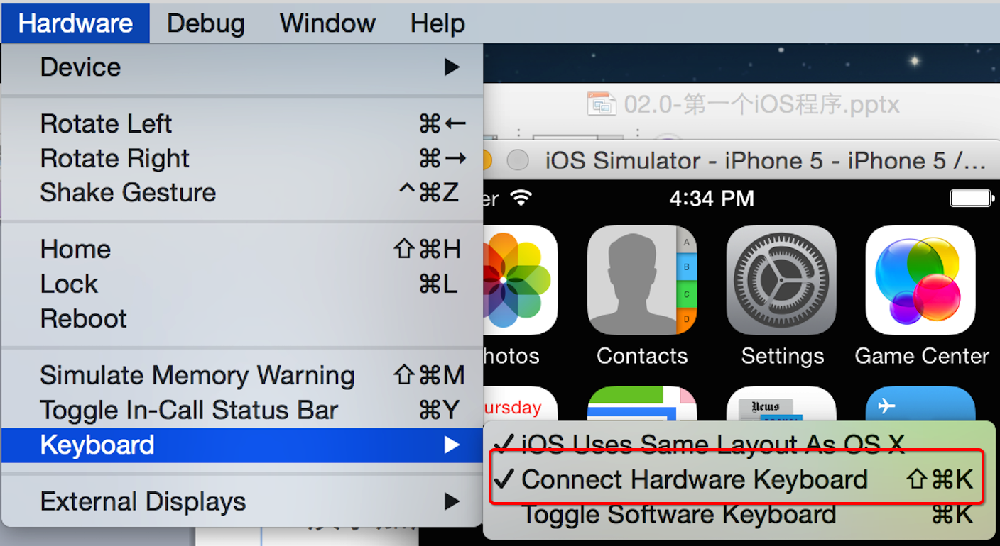 Hardware Debug Window Help
Device ▶
Rotate Left ⌘←
Rotate Right ⌘→
Shake Gesture ^⌘Z
Home ⇧⌘H
Lock ⌘L
Reboot
Simulate Memory Warning ⇧⌘M
Toggle In-Call Status Bar ⌘Y
Keyboard ▶
External Displays ▶
✓ iOS Uses Same Layout As OS X
✓ Connect Hardware Keyboard ⇧⌘K
Toggle Software Keyboard ⌘K
02.0-第一个iOS程序.pptx
iOS Simulator - iPhone 5 - iPhone 5 /...
er 4:34 PM
A
B
C
D
hotos Contacts Settings Game Center
ursday
News